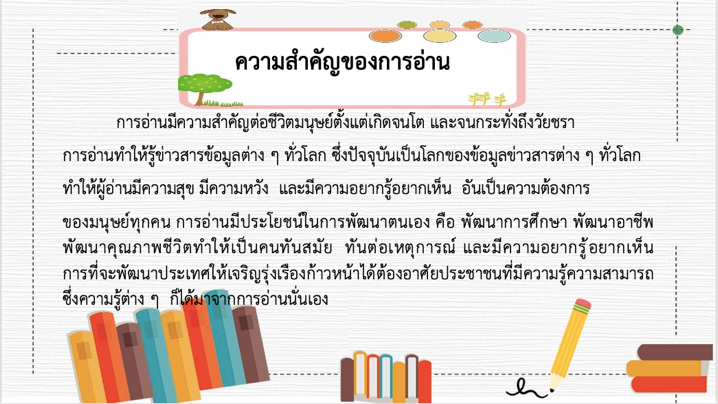 ความสำคัญของการอ่าน
การอ่านมีความสำคัญต่อชีวิตมนุษย์ตั้งแต่เกิดจนโต และจนกระทั่งถึงวัยชรา
การอ่านทำให้รู้ข่าวสารข้อมูลต่าง ๆ ทั่วโลก ซึ่งปัจจุบันเป็นโลกของข้อมูลข่าวสารต่าง ๆ ทั่วโลก
ทำให้ผู้อ่านมีความสุข มีความหวัง และมีความอยากรู้อยากเห็น อันเป็นความต้องการ
ของมนุษย์ทุกคน การอ่านมีประโยชน์ในการพัฒนาตนเอง คือ พัฒนาการศึกษา พัฒนาอาชีพ
พัฒนาคุณภาพชีวิตทำให้เป็นคนทันสมัย ทันต่อเหตุการณ์ และมีความอยากรู้อยากเห็น
การที่จะพัฒนาประเทศให้เจริญรุ่งเรืองก้าวหน้าได้ต้องอาศัยประชาชนที่มีความรู้ความสามารถ
ซึ่งความรู้ต่าง ๆ ก็ได้มาจากการอ่านนั่นเอง